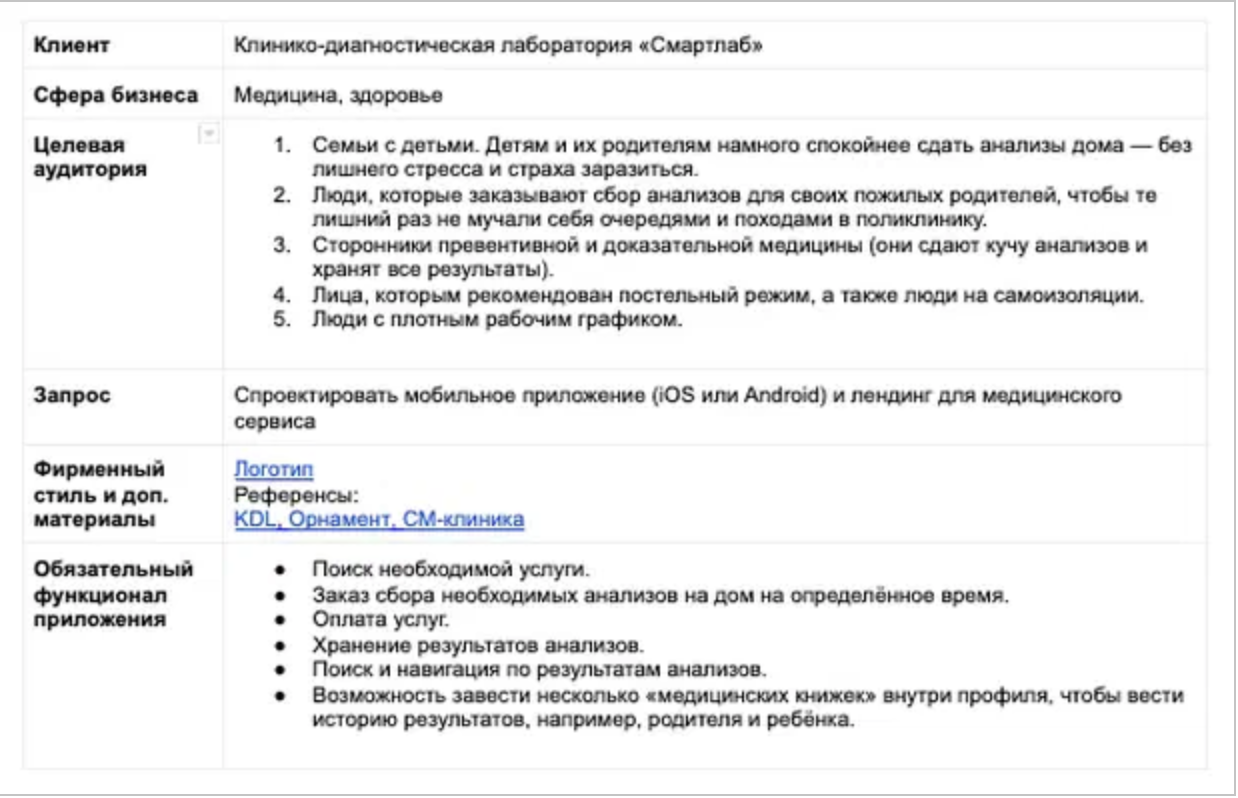 Клиент
Клинико-диагностическая лаборатория «Смартлаб»
Сфера бизнеса
Медицина, здоровье
Целевая
аудитория
1. Семьи с детьми. Детям и их родителям намного спокойнее сдать анализы дома — без
лишнего стресса и страха заразиться.
2. Люди, которые заказывают сбор анализов для своих пожилых родителей, чтобы те
лишний раз не мучали себя очередями и походами в поликлинику.
3. Сторонники превентивной и доказательной медицины (они сдают кучу анализов и
хранят все результаты).
4. Лица, которым рекомендован постельный режим, а также люди на самоизоляции.
5. Люди с плотным рабочим графиком.
Запрос
Спроектировать мобильное приложение (iOS или Android) и лендинг для медицинского
сервиса
Фирменный
стиль и доп.
материалы
Логотип
Референсы:
KDL, Орнамент, СМ-клиника
Обязательный
функционал
приложения
● Поиск необходимой услуги.
● Заказ сбора необходимых анализов на дом на определённое время.
● Оплата услуг.
● Хранение результатов анализов.
● Поиск и навигация по результатам анализов.
● Возможность завести несколько «медицинских книжек» внутри профиля, чтобы вести
историю результатов, например, родителя и ребёнка.